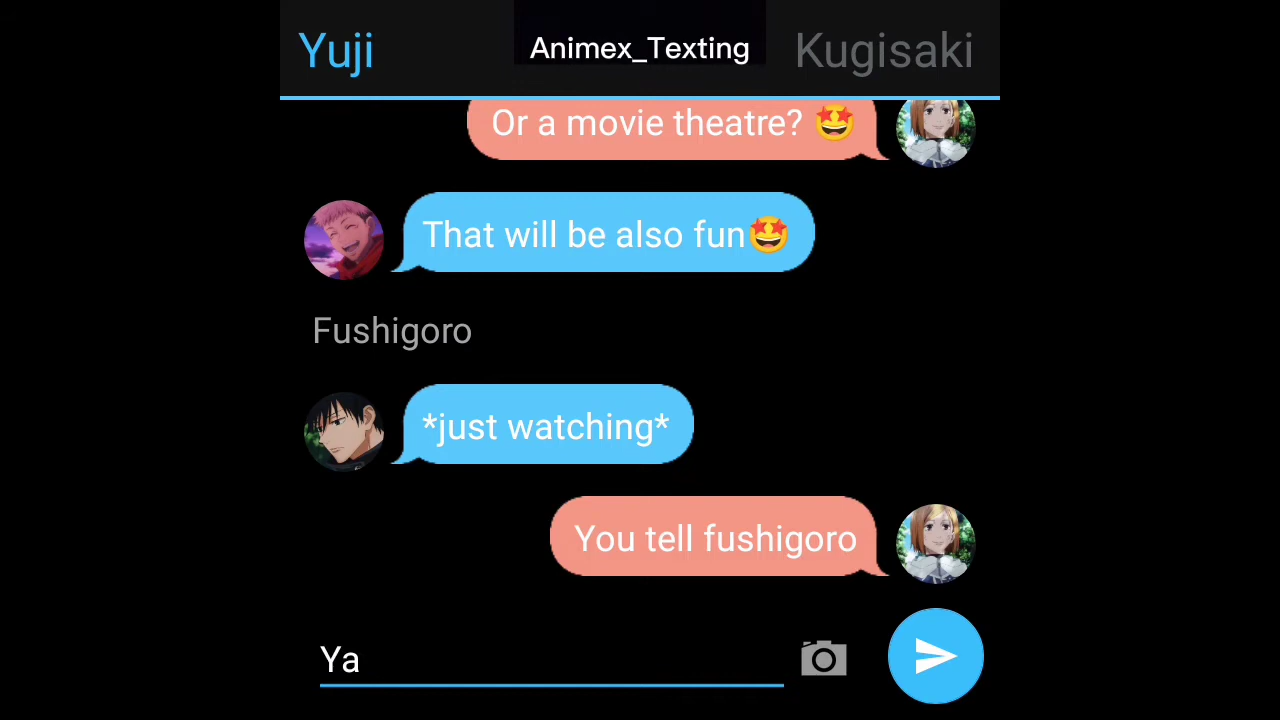 Yuji
Animex_Texting
Kugisaki
Or a movie theatre? 🤩
That will be also fun🤩
Fushigoro
*just watching*
You tell fushigoro
Ya